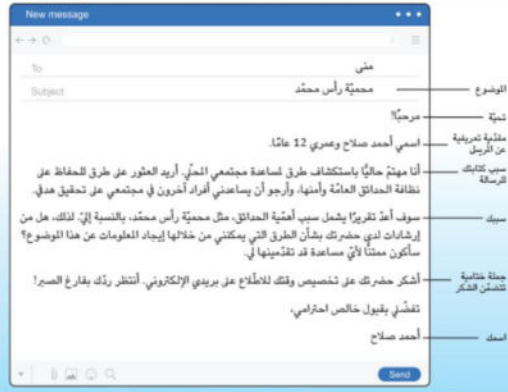 New message
To
منى
Subject
محميّة رأس محمّد
مرحبًا!
اسمي أحمد صلاح وعمري 12 عامًا.
أنا مهتمّ حاليًّا باستكشاف طرق لمساعدة مجتمعي المحلّي. أريد العثور على طرق للحفاظ على
نظافة الحدائق العامّة وأمنها، وأرجو أن يساعدني أفراد آخرون في مجتمعي على تحقيق هدفي.
سوف أعدّ تقريرًا يشمل سبب أهمّية الحدائق، مثل محميّة رأس محمّد، بالنسبة إليّ. لذلك، هل من
إرشادات لدى حضرتك بشأن الطرق التي يمكنني من خلالها إيجاد المعلومات عن هذا الموضوع؟
سأكون ممتنًّا لأيّ مساعدة قد تقدّمينها لي.
أشكر حضرتك على تخصيص وقتك للاطّلاع على بريدي الإلكتروني. أنتظر ردّك بفارغ الصبر!
تفضّلي بقبول خالص احترامي،
أحمد صلاح
Send
الموضوع
تحيّة
مقدّمة تعريفية
عن المُرسِل
سبب كتابتك
للرسالة
سببك
جملة ختامية
تتضمّن الشكر
اسمك